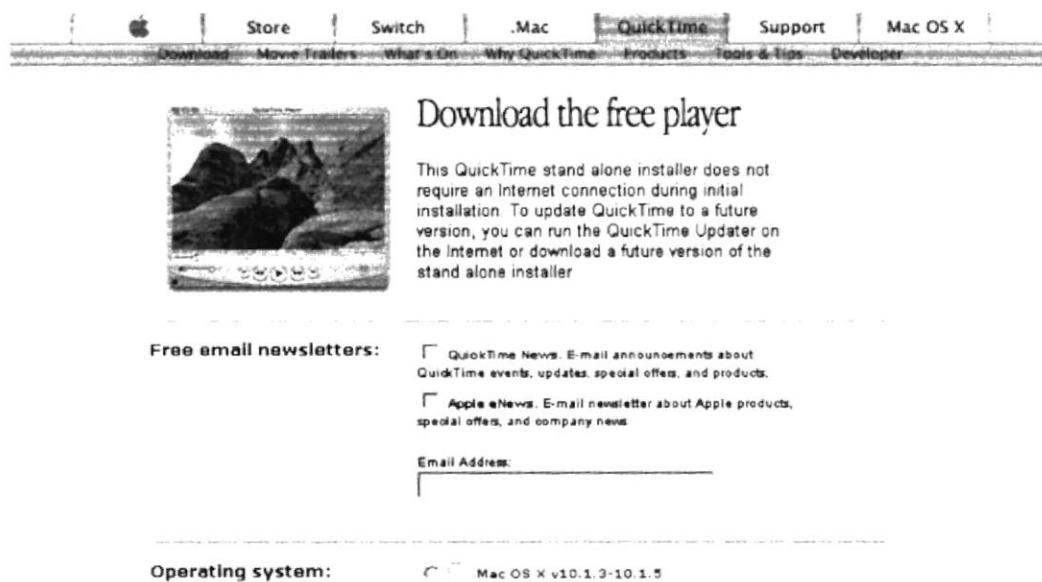 Store Switch .Mac QuickTime Support Mac OS X
Download Movie Trailers What's On Why QuickTime Products Tools & Tips Developer
Download the free player
This QuickTime stand alone installer does not
require an Internet connection during initial
installation. To update QuickTime to a future
version, you can run the QuickTime Updater on
the Internet or download a future version of the
stand alone installer
Free email newsletters:
QuickTime News. E-mail announcements about
QuickTime events, updates, special offers, and products.
Apple eNews. E-mail newsletter about Apple products,
special offers, and company news
Email Address:
Operating system:
Mac OS X v10.1.3-10.1.5